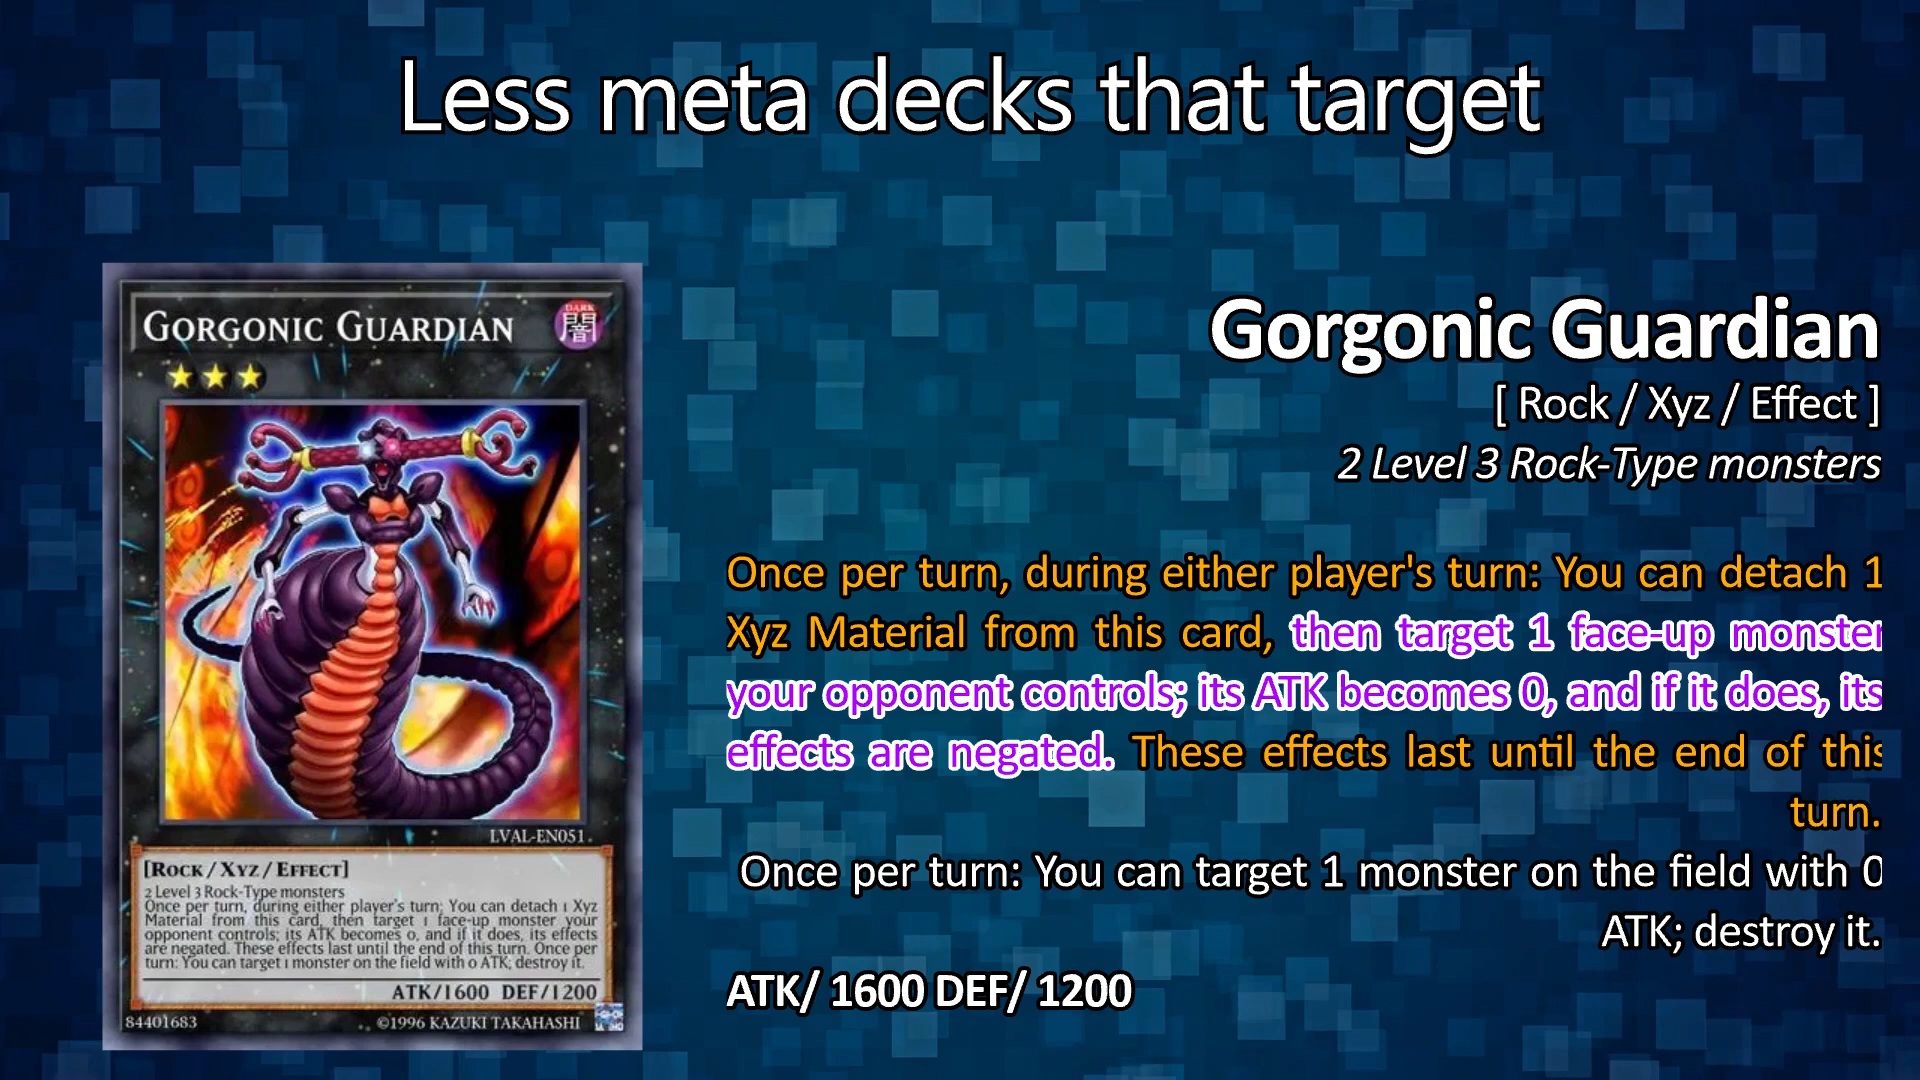 Less meta decks that target
GORGONIC GUARDIAN
DARK
闇
LVAL-EN051
[ROCK / XYZ / EFFECT]
2 Level 3 Rock-Type monsters
Once per turn, during either player's turn: You can detach 1 Xyz
Material from this card, then target 1 face-up monster your
opponent controls; its ATK becomes 0, and if it does, its effects
are negated. These effects last until the end of this turn. Once per
turn: You can target 1 monster on the field with 0 ATK; destroy it.
ATK/1600 DEF/1200
84401683
©1996 KAZUKI TAKAHASHI
Gorgonic Guardian
[ Rock / Xyz / Effect ]
2 Level 3 Rock-Type monsters
Once per turn, during either player's turn: You can detach 1
Xyz Material from this card, then target 1 face-up monster
your opponent controls; its ATK becomes 0, and if it does, its
effects are negated. These effects last until the end of this
turn.
Once per turn: You can target 1 monster on the field with 0
ATK; destroy it.
ATK/ 1600 DEF/ 1200